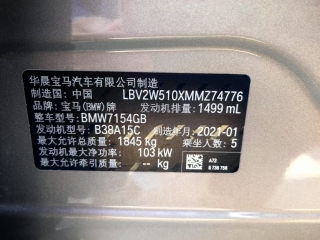 华晨宝马汽车有限公司制造
制造国：中国 LBV2W510XMMZ74776
品牌：宝马(BMW)牌 发动机排量：1499 mL
整车型号：BMW7154GB
发动机型号：B38A15C 制造年月：2021-01
最大允许总质量：1845 kg 乘坐人数：5
发动机最大净功率：103 kW
最大允许牵引质量：-- kg
A72